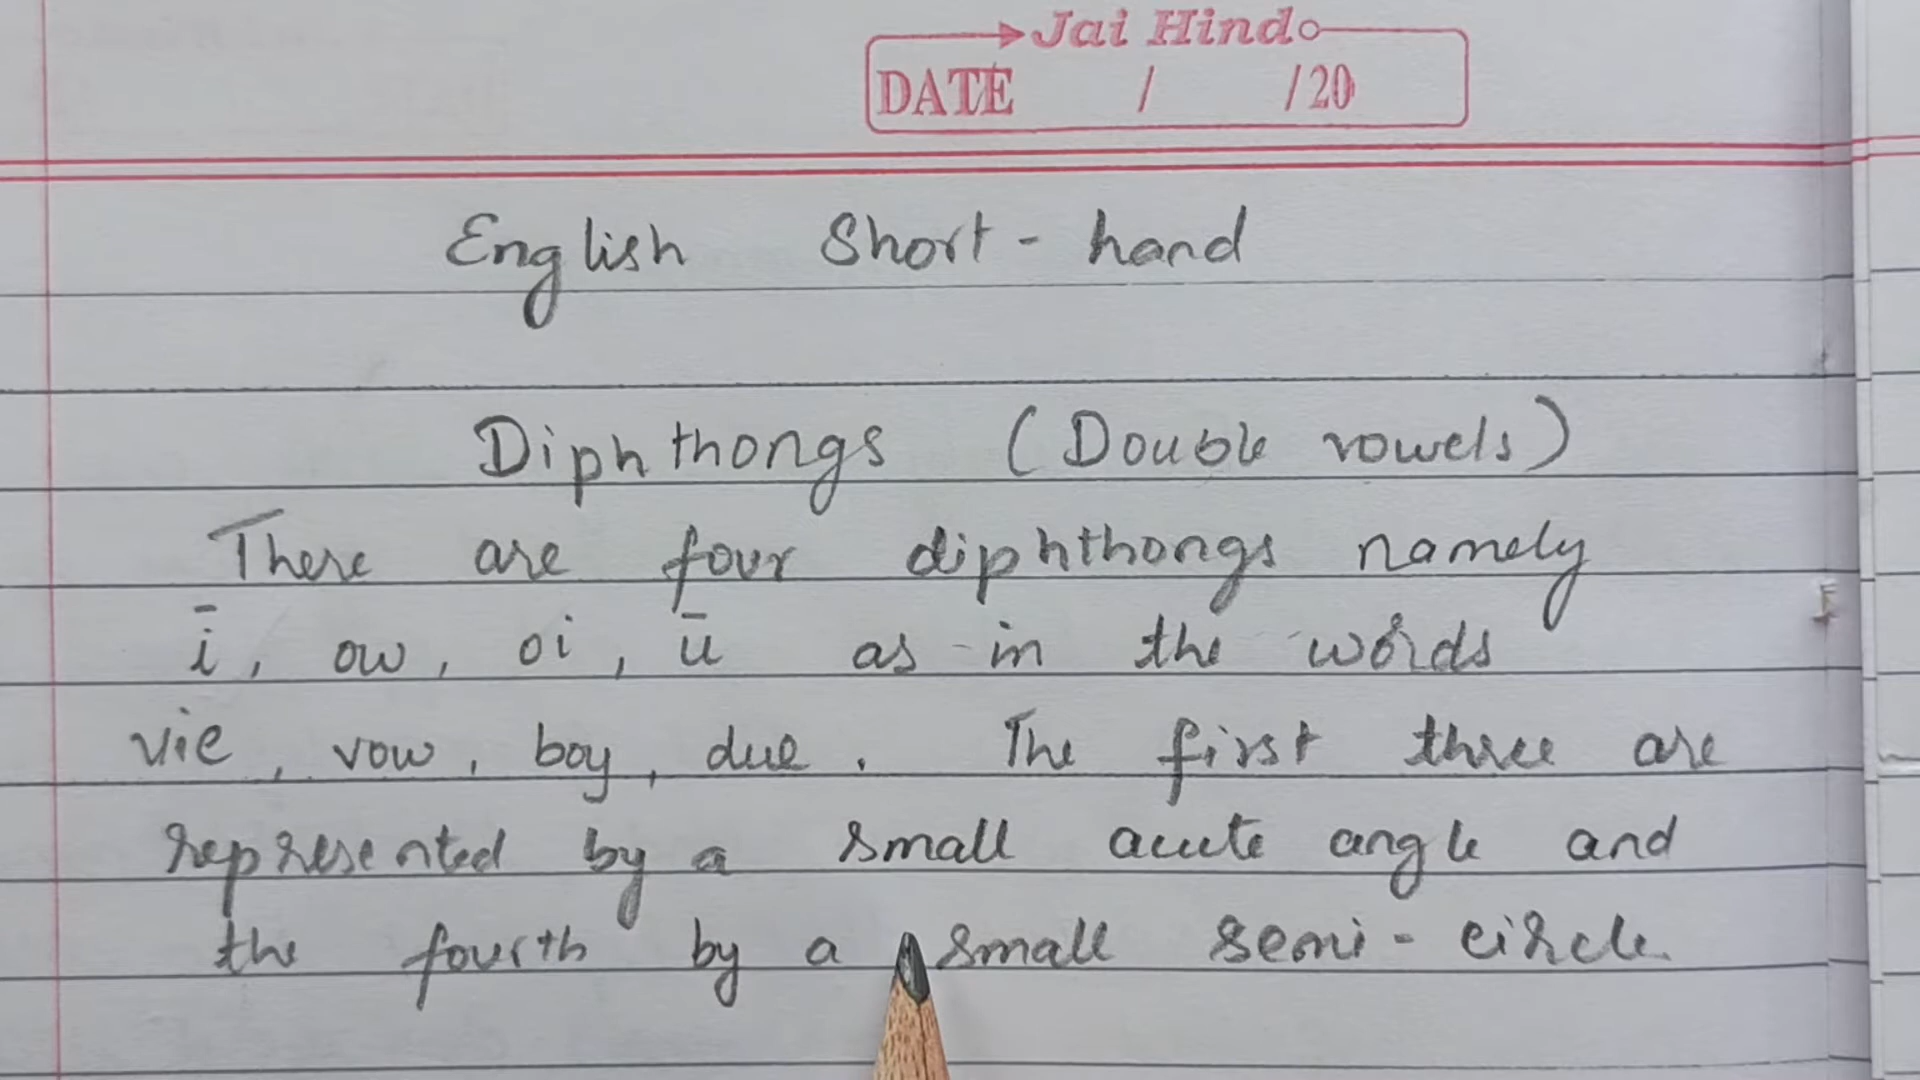 Jai Hind
DATE / /20
English Short-hand
Diphthongs (Double vowels)
There are four diphthongs namely
ī, ow, oi, ū as in the words
vie, vow, boy, due. The first three are
represented by a small acute angle and
the fourth by a small semi-circle.